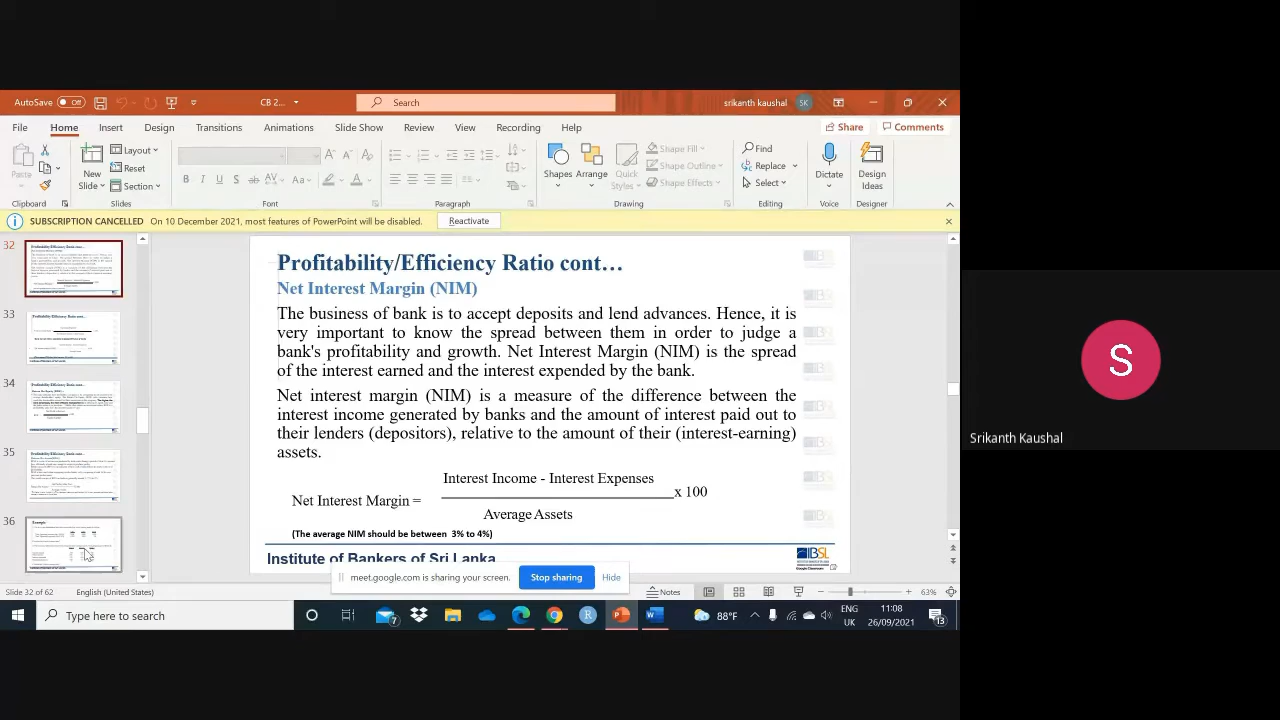 AutoSave Off CB 2... Search srikanth kaushal SK
File Home Insert Design Transitions Animations Slide Show Review View Recording Help Share Comments
Paste New Slide Layout Reset Section Shapes Arrange Quick Styles Shape Fill Shape Outline Shape Effects Find Replace Select Dictate Design Ideas
Clipboard Slides Font Paragraph Drawing Editing Voice Designer
SUBSCRIPTION CANCELLED On 10 December 2021, most features of PowerPoint will be disabled. Reactivate
32
33
34
35
36
Profitability/Efficiency Ratio cont…
Net Interest Margin (NIM)
The business of bank is to accept deposits and lend advances. Hence it is
very important to know the spread between them in order to judge a
bank's profitability and growth. Net Interest Margin (NIM) is the spread
of the interest earned and the interest expended by the bank.
Net interest margin (NIM) is a measure of the difference between the
interest income generated by banks and the amount of interest paid out to
their lenders (depositors), relative to the amount of their (interest-earning)
assets.
Interest Income - Interest Expenses
Net Interest Margin = x 100
Average Assets
(The average NIM should be between 3% to 4%)
Institute of Bankers of Sri Lan
IBSL
meet.google.com is sharing your screen. Stop sharing Hide
Slide 32 of 62 English (United States) Notes 63%
Type here to search 7 88°F ENG UK 11:08 26/09/2021 13
S
Srikanth Kaushal